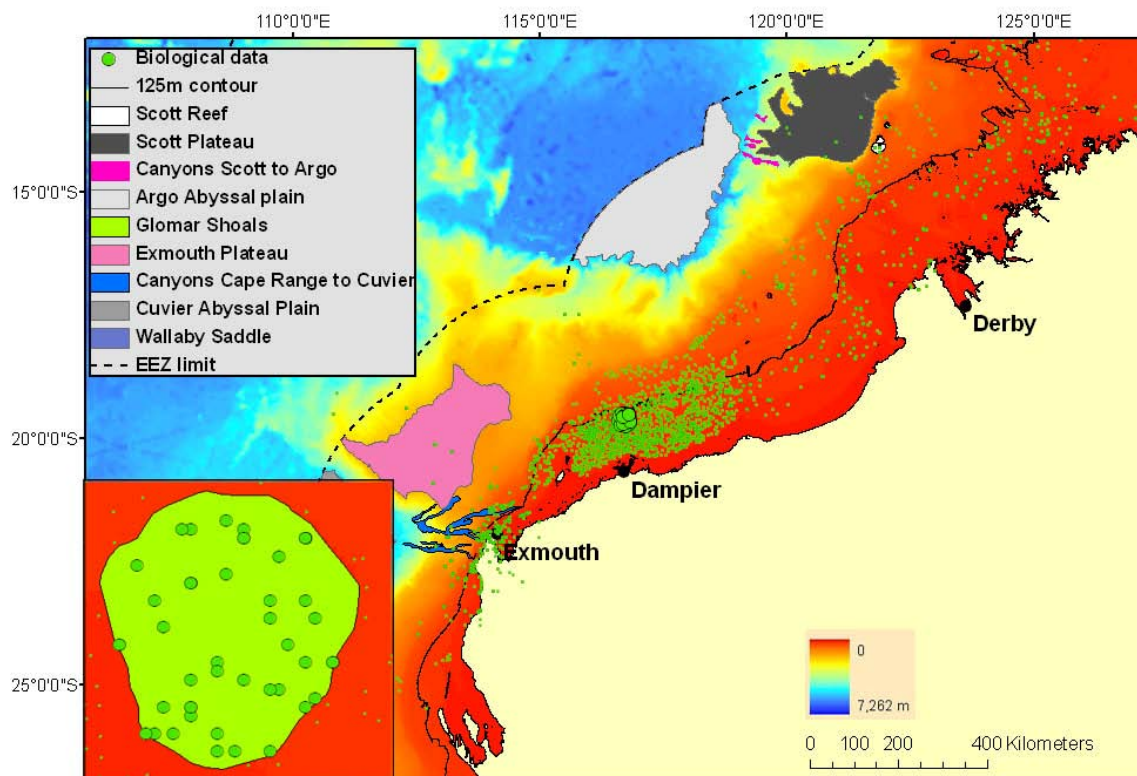 110°0'0"E 115°0'0"E 120°0'0"E 125°0'0"E
Biological data
125m contour
Scott Reef
Scott Plateau
Canyons Scott to Argo
Argo Abyssal plain
Glomar Shoals
Exmouth Plateau
Canyons Cape Range to Cuvier
Cuvier Abyssal Plain
Wallaby Saddle
EEZ limit
15°0'0"S
20°0'0"S
25°0'0"S
Derby
Dampier
Exmouth
0
7,262 m
0 100 200 400 Kilometers